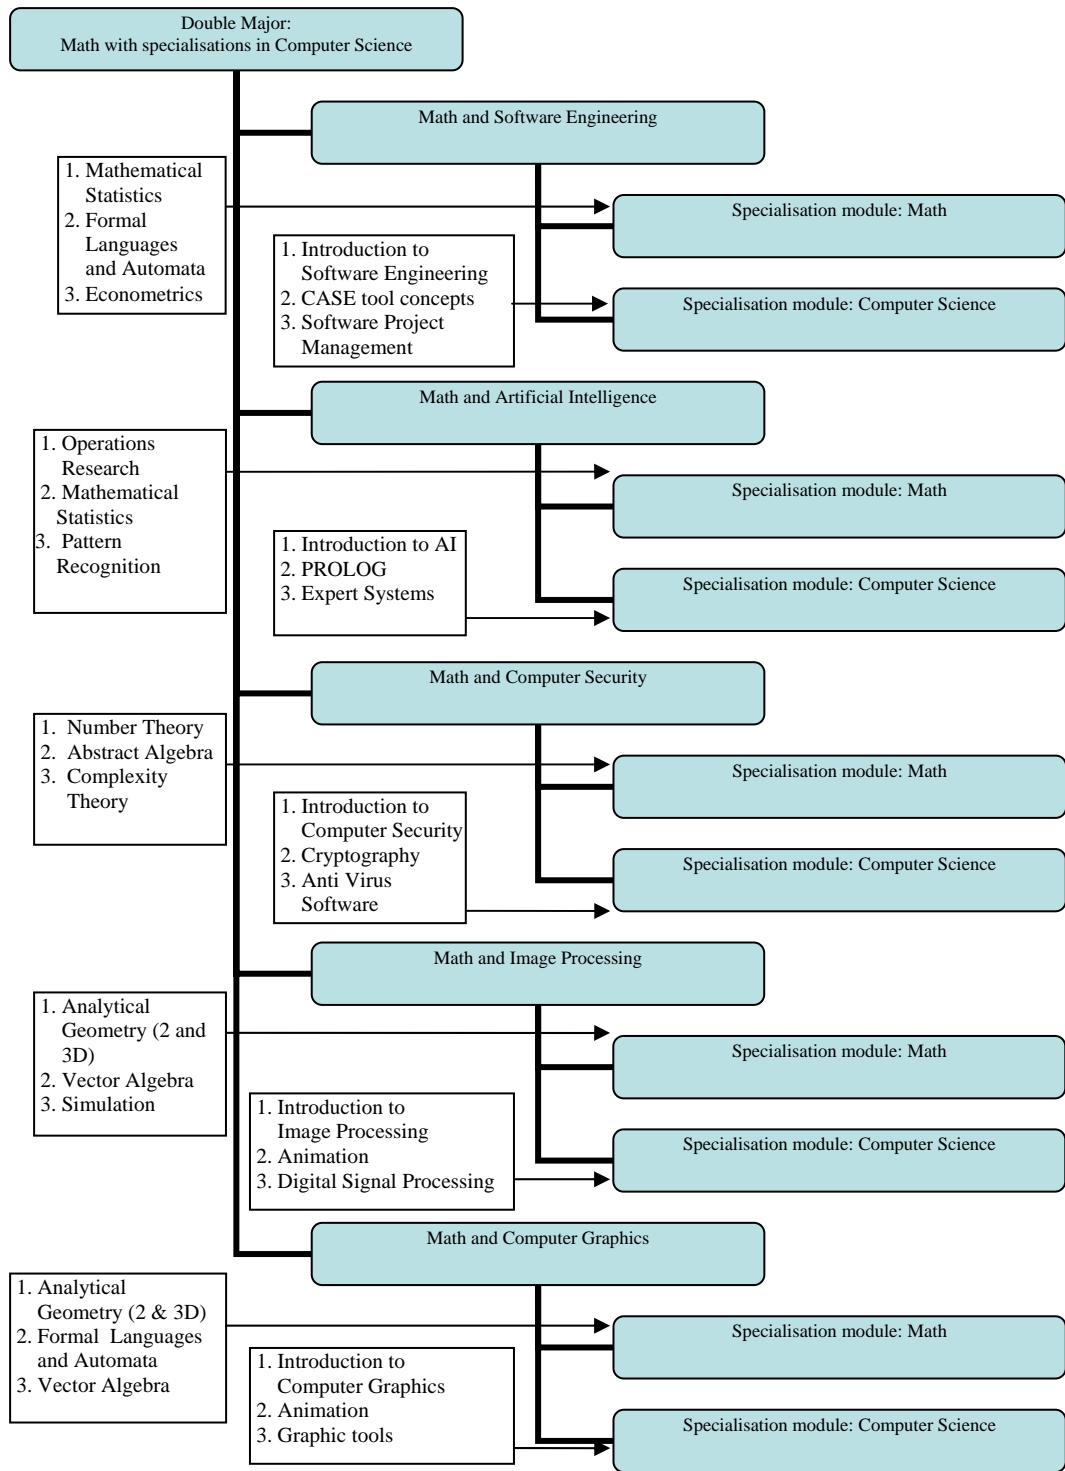 Double Major:
Math with specialisations in Computer Science
Math and Software Engineering
1. Mathematical
Statistics
2. Formal
Languages
and Automata
3. Econometrics
Specialisation module: Math
1. Introduction to
Software Engineering
2. CASE tool concepts
3. Software Project
Management
Specialisation module: Computer Science
Math and Artificial Intelligence
1. Operations
Research
2. Mathematical
Statistics
3. Pattern
Recognition
Specialisation module: Math
1. Introduction to AI
2. PROLOG
3. Expert Systems
Specialisation module: Computer Science
Math and Computer Security
1. Number Theory
2. Abstract Algebra
3. Complexity
Theory
Specialisation module: Math
1. Introduction to
Computer Security
2. Cryptography
3. Anti Virus
Software
Specialisation module: Computer Science
Math and Image Processing
1. Analytical
Geometry (2 and
3D)
2. Vector Algebra
3. Simulation
Specialisation module: Math
1. Introduction to
Image Processing
2. Animation
3. Digital Signal Processing
Specialisation module: Computer Science
Math and Computer Graphics
1. Analytical
Geometry (2 & 3D)
2. Formal Languages
and Automata
3. Vector Algebra
Specialisation module: Math
1. Introduction to
Computer Graphics
2. Animation
3. Graphic tools
Specialisation module: Computer Science